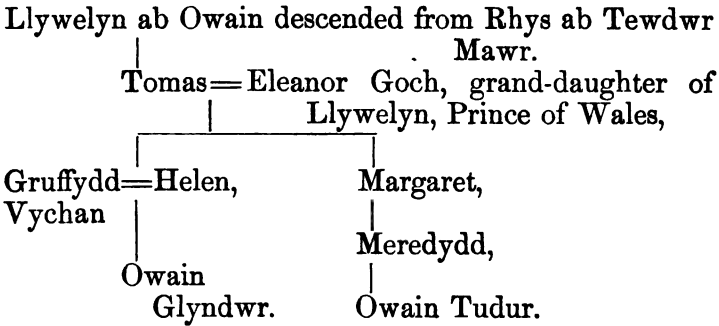 Llywelyn ab Owain descended from Rhys ab Tewdwr
Mawr.
Tomas=Eleanor Goch, grand-daughter of
Llywelyn, Prince of Wales,
Gruffydd=Helen, Margaret,
Vychan
Meredydd,
Owain
Glyndwr. Owain Tudur.